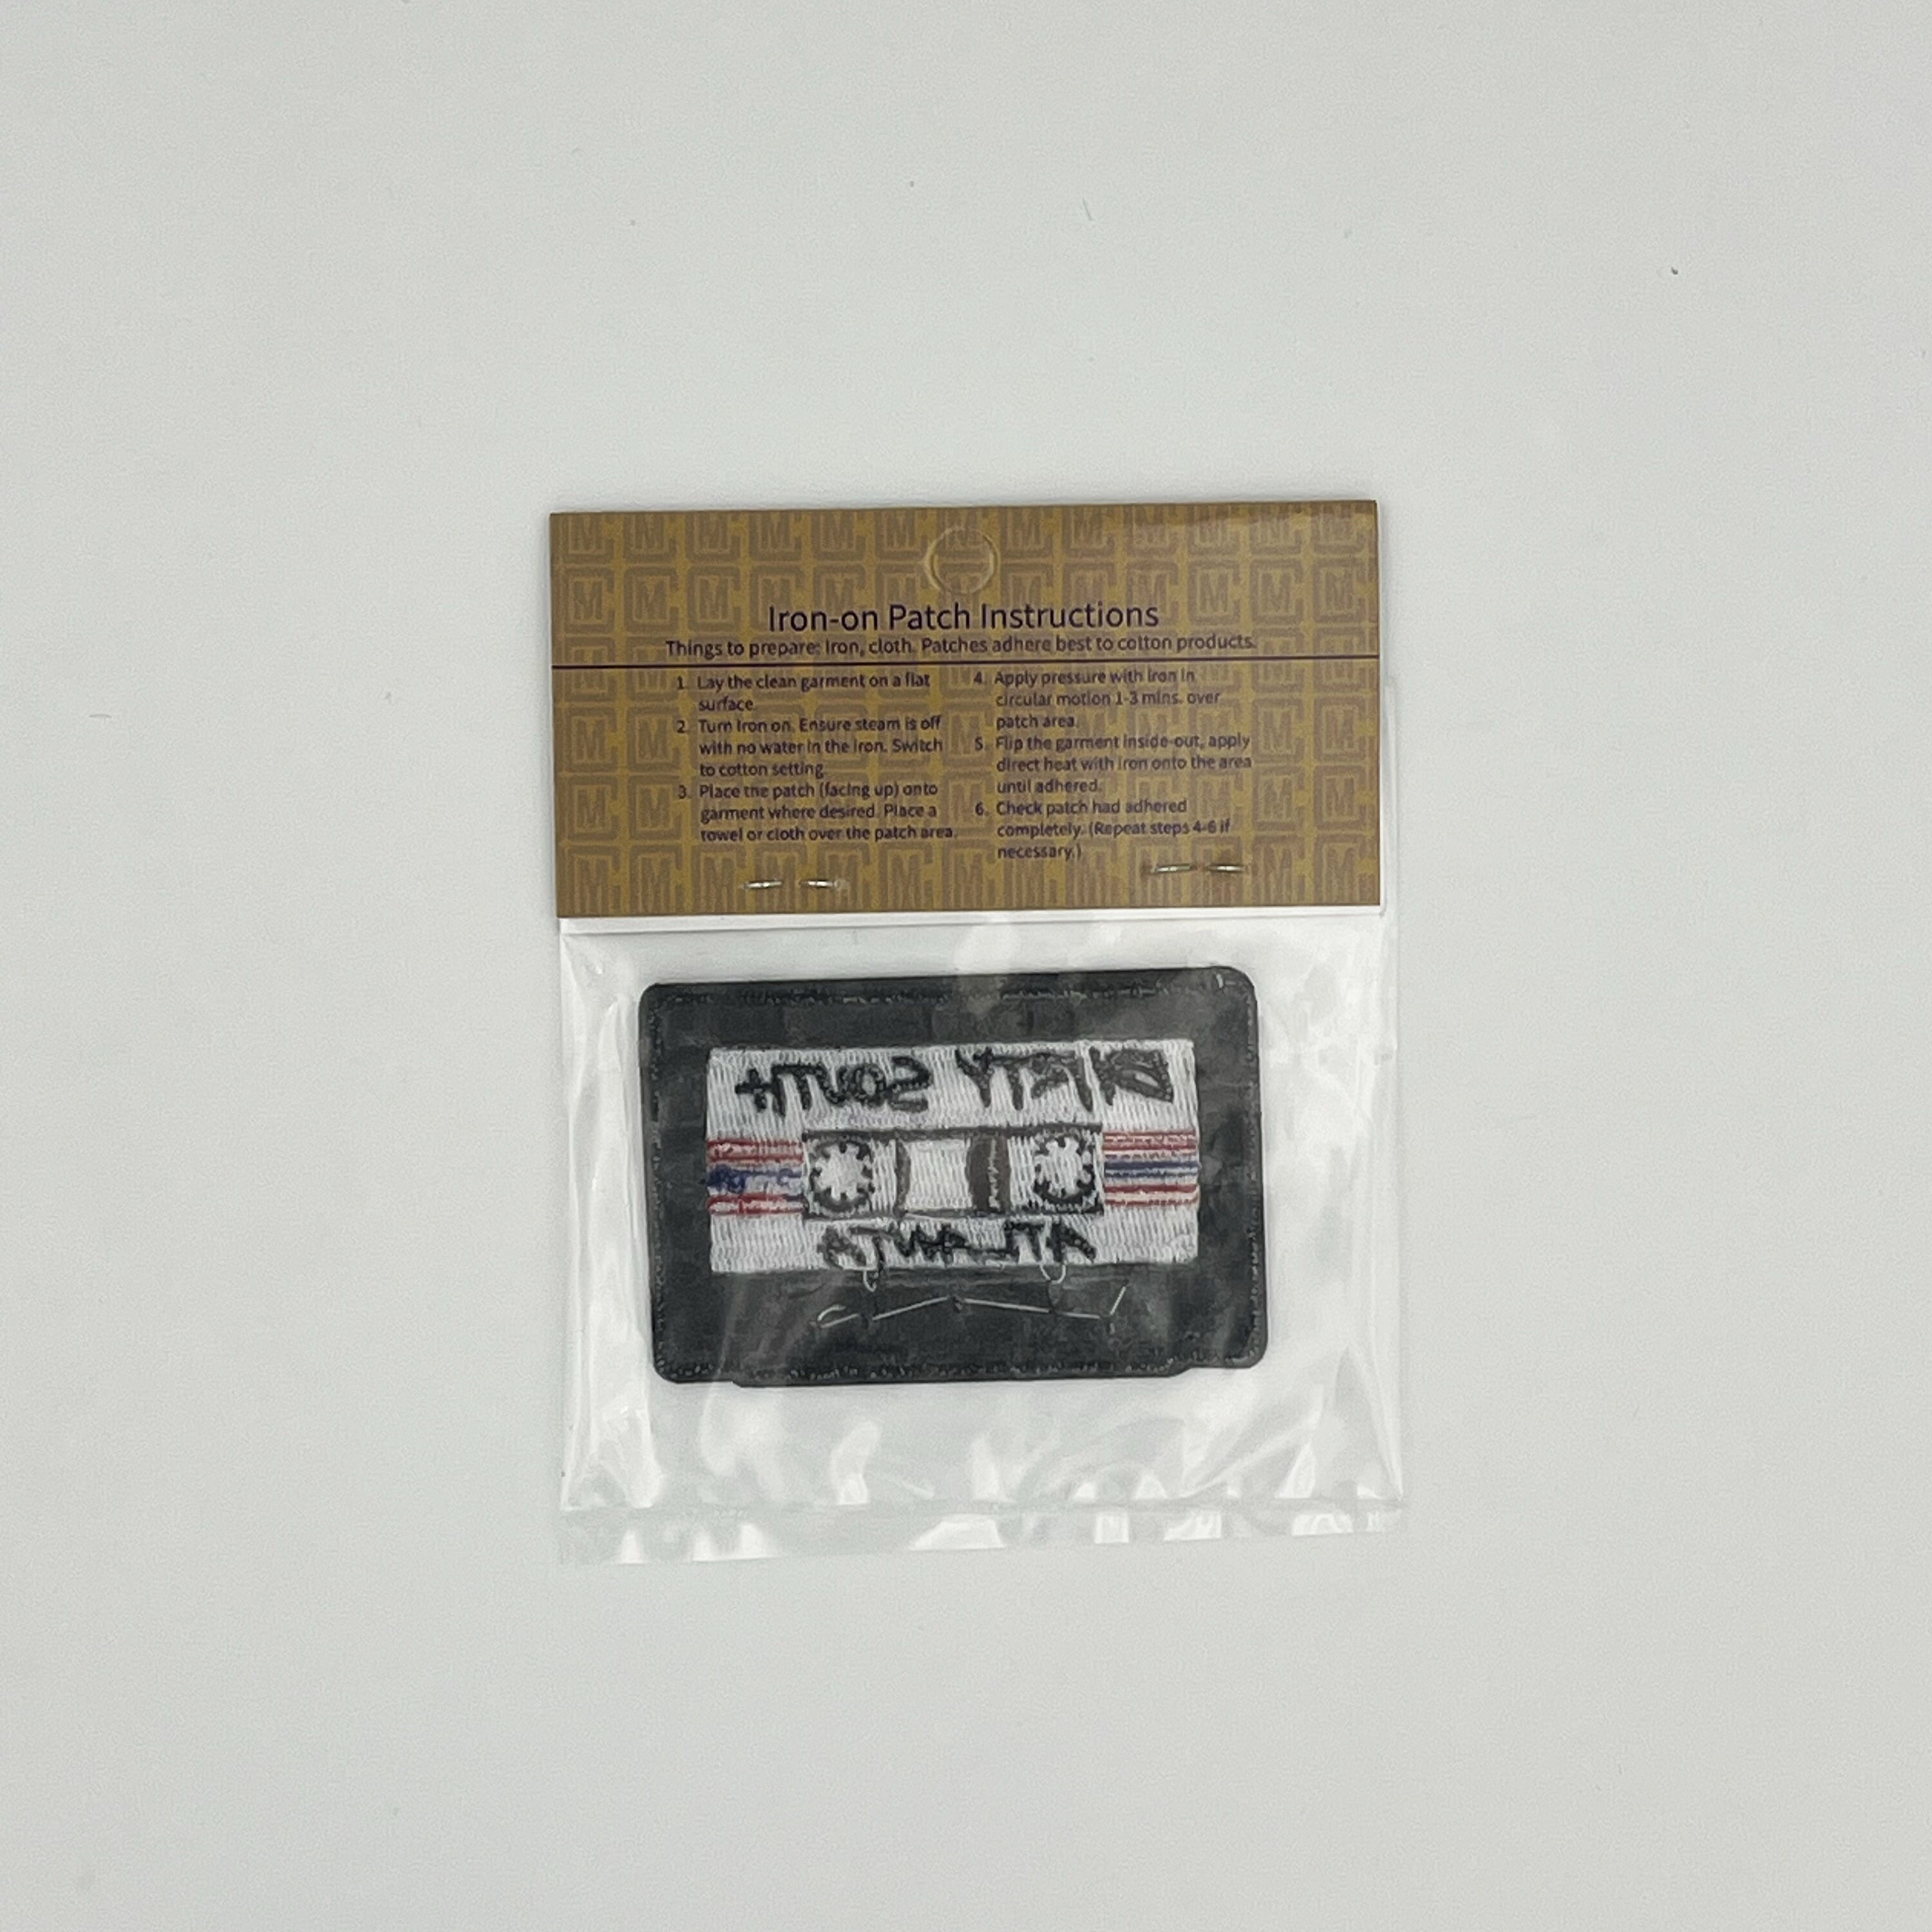 Iron-on Patch Instructions
Things to prepare: Iron, cloth. Patches adhere best to cotton products.
1. Lay the clean garment on a flat
surface.
2. Turn Iron on. Ensure steam is off
with no water in the iron. Switch
to cotton setting.
3. Place the patch (facing up) onto
garment where desired. Place a
towel or cloth over the patch area.
4. Apply pressure with iron in
circular motion 1-3 mins. over
patch area.
5. Flip the garment inside-out, apply
direct heat with iron onto the area
until adhered.
6. Check patch had adhered
completely. (Repeat steps 4-6 if
necessary.)
DIRTY SOUTH
ATLANTA